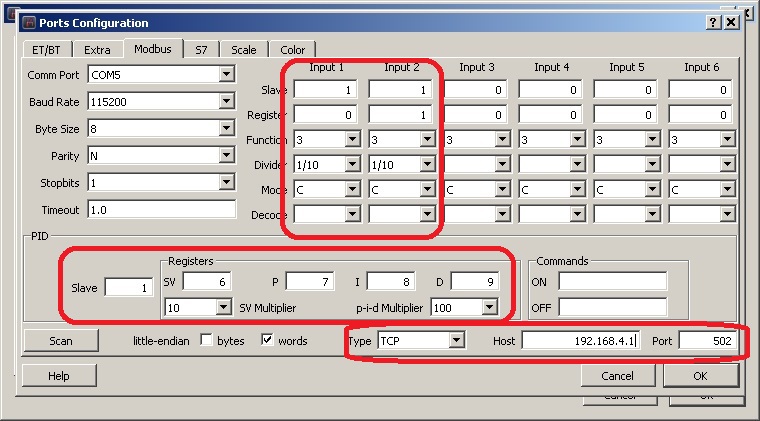 Ports Configuration
ET/BT Extra Modbus S7 Scale Color
Input 1 Input 2 Input 3 Input 4 Input 5 Input 6
Comm Port COM5
Slave 1 1 0 0 0 0
Baud Rate 115200
Register 0 1 0 0 0 0
Byte Size 8
Function 3 3 3 3 3 3
Parity N
Divider 1/10 1/10
Stopbits 1
Mode C C C C C C
Timeout 1.0
Decode
PID
Registers
Commands
Slave 1
SV 6 P 7 I 8 D 9
ON
10 SV Multiplier p-i-d Multiplier 100
OFF
Scan little-endian bytes words Type TCP Host 192.168.4.1 Port 502
Help Cancel OK
Cancel OK